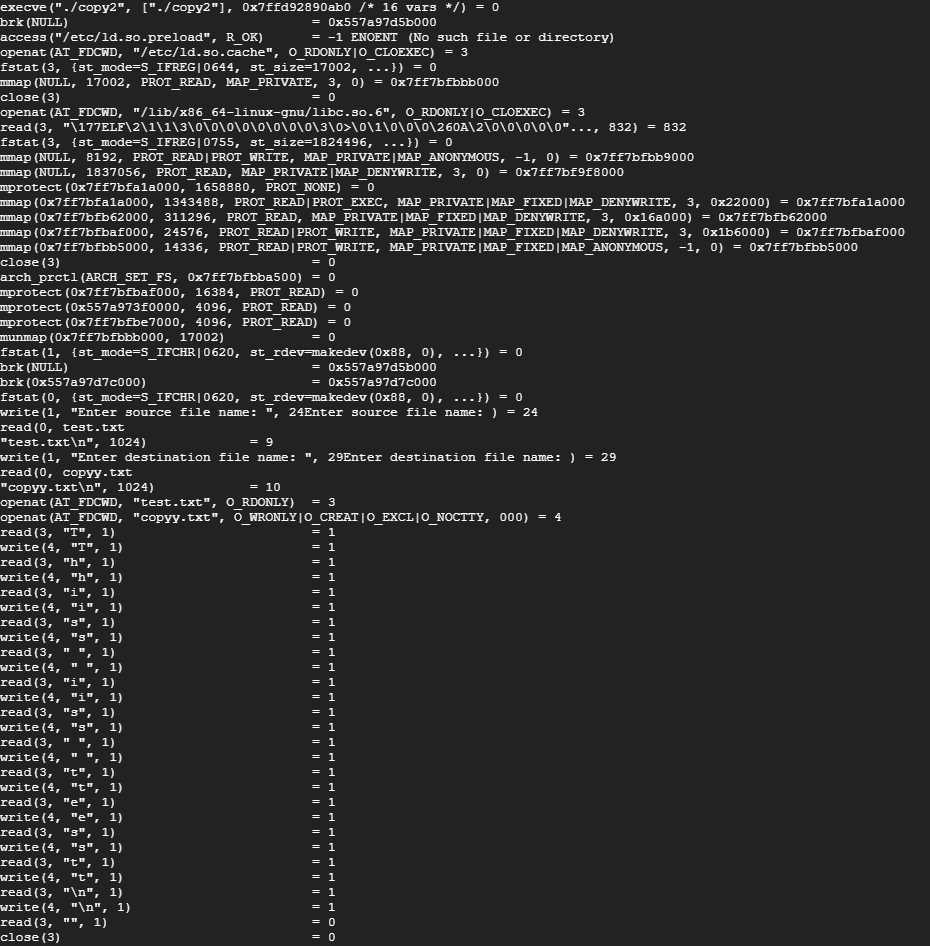 execve("./copy2", ["./copy2"], 0x7ffd92890ab0 /* 16 vars */) = 0
brk(NULL)                               = 0x557a97d5b000
access("/etc/ld.so.preload", R_OK)      = -1 ENOENT (No such file or directory)
openat(AT_FDCWD, "/etc/ld.so.cache", O_RDONLY|O_CLOEXEC) = 3
fstat(3, {st_mode=S_IFREG|0644, st_size=17002, ...}) = 0
mmap(NULL, 17002, PROT_READ, MAP_PRIVATE, 3, 0) = 0x7ff7bfbbb000
close(3)                                = 0
openat(AT_FDCWD, "/lib/x86_64-linux-gnu/libc.so.6", O_RDONLY|O_CLOEXEC) = 3
read(3, "\177ELF\2\1\1\3\0\0\0\0\0\0\0\0\3\0>\0\1\0\0\0\260A\2\0\0\0\0\0"..., 832) = 832
fstat(3, {st_mode=S_IFREG|0755, st_size=1824496, ...}) = 0
mmap(NULL, 8192, PROT_READ|PROT_WRITE, MAP_PRIVATE|MAP_ANONYMOUS, -1, 0) = 0x7ff7bfbb9000
mmap(NULL, 1837056, PROT_READ, MAP_PRIVATE|MAP_DENYWRITE, 3, 0) = 0x7ff7bf9f8000
mprotect(0x7ff7bfa1a000, 1658880, PROT_NONE) = 0
mmap(0x7ff7bfa1a000, 1343488, PROT_READ|PROT_EXEC, MAP_PRIVATE|MAP_FIXED|MAP_DENYWRITE, 3, 0x22000) = 0x7ff7bfa1a000
mmap(0x7ff7bfb62000, 311296, PROT_READ, MAP_PRIVATE|MAP_FIXED|MAP_DENYWRITE, 3, 0x16a000) = 0x7ff7bfb62000
mmap(0x7ff7bfbaf000, 24576, PROT_READ|PROT_WRITE, MAP_PRIVATE|MAP_FIXED|MAP_DENYWRITE, 3, 0x1b6000) = 0x7ff7bfbaf000
mmap(0x7ff7bfbb5000, 14336, PROT_READ|PROT_WRITE, MAP_PRIVATE|MAP_FIXED|MAP_ANONYMOUS, -1, 0) = 0x7ff7bfbb5000
close(3)                                = 0
arch_prctl(ARCH_SET_FS, 0x7ff7bfbba500) = 0
mprotect(0x7ff7bfbaf000, 16384, PROT_READ) = 0
mprotect(0x557a973f0000, 4096, PROT_READ) = 0
mprotect(0x7ff7bfbe7000, 4096, PROT_READ) = 0
munmap(0x7ff7bfbbb000, 17002)           = 0
fstat(1, {st_mode=S_IFCHR|0620, st_rdev=makedev(0x88, 0), ...}) = 0
brk(NULL)                               = 0x557a97d5b000
brk(0x557a97d7c000)                     = 0x557a97d7c000
fstat(0, {st_mode=S_IFCHR|0620, st_rdev=makedev(0x88, 0), ...}) = 0
write(1, "Enter source file name: ", 24Enter source file name: ) = 24
read(0, test.txt
"test.txt\n", 1024)             = 9
write(1, "Enter destination file name: ", 29Enter destination file name: ) = 29
read(0, copyy.txt
"copyy.txt\n", 1024)            = 10
openat(AT_FDCWD, "test.txt", O_RDONLY)  = 3
openat(AT_FDCWD, "copyy.txt", O_WRONLY|O_CREAT|O_EXCL|O_NOCTTY, 000) = 4
read(3, "T", 1)                         = 1
write(4, "T", 1)                        = 1
read(3, "h", 1)                         = 1
write(4, "h", 1)                        = 1
read(3, "i", 1)                         = 1
write(4, "i", 1)                        = 1
read(3, "s", 1)                         = 1
write(4, "s", 1)                        = 1
read(3, " ", 1)                         = 1
write(4, " ", 1)                        = 1
read(3, "i", 1)                         = 1
write(4, "i", 1)                        = 1
read(3, "s", 1)                         = 1
write(4, "s", 1)                        = 1
read(3, " ", 1)                         = 1
write(4, " ", 1)                        = 1
read(3, "t", 1)                         = 1
write(4, "t", 1)                        = 1
read(3, "e", 1)                         = 1
write(4, "e", 1)                        = 1
read(3, "s", 1)                         = 1
write(4, "s", 1)                        = 1
read(3, "t", 1)                         = 1
write(4, "t", 1)                        = 1
read(3, "\n", 1)                        = 1
write(4, "\n", 1)                       = 1
read(3, "", 1)                          = 0
close(3)                                = 0